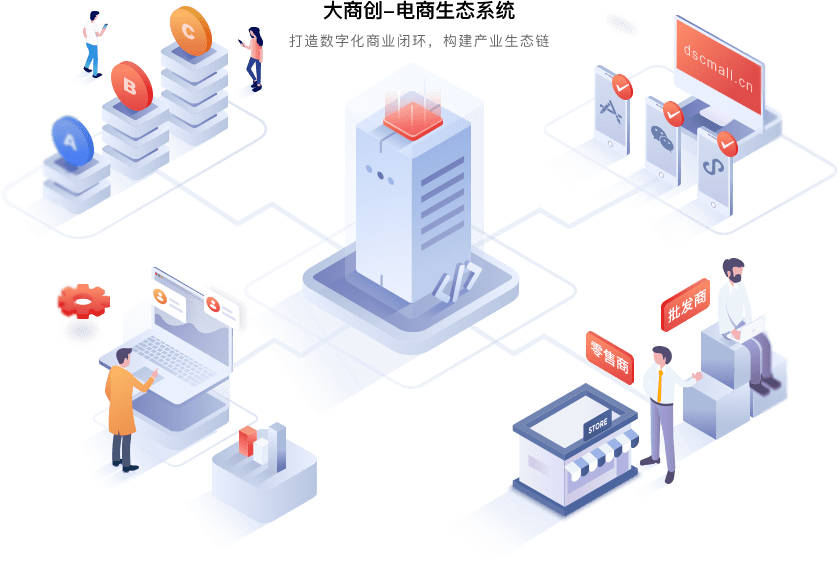 大商创-电商生态系统
打造数字化商业闭环，构建产业生态链
C
B
A
dscmall.cn
批发商
零售商
STORE